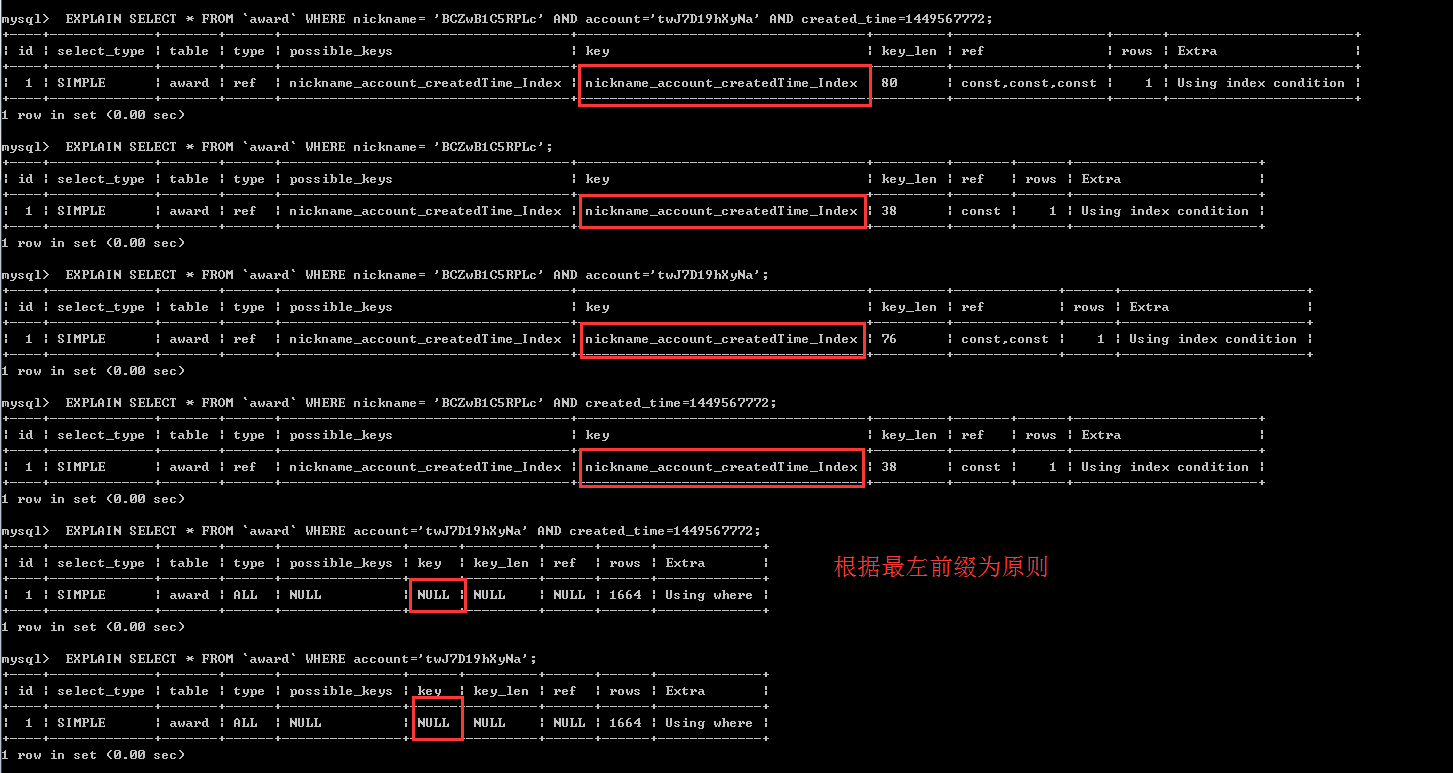 mysql>  EXPLAIN SELECT * FROM `award` WHERE nickname= 'BCZwB1C5RPLc' AND account='twJ7D19hXyNa' AND created_time=1449567772;
| id | select_type | table | type | possible_keys | key | key_len | ref | rows | Extra |
| 1 | SIMPLE | award | ref | nickname_account_createdTime_Index | nickname_account_createdTime_Index | 80 | const,const,const | 1 | Using index condition |
1 row in set (0.00 sec)
mysql>  EXPLAIN SELECT * FROM `award` WHERE nickname= 'BCZwB1C5RPLc';
| id | select_type | table | type | possible_keys | key | key_len | ref | rows | Extra |
| 1 | SIMPLE | award | ref | nickname_account_createdTime_Index | nickname_account_createdTime_Index | 38 | const | 1 | Using index condition |
1 row in set (0.00 sec)
mysql>  EXPLAIN SELECT * FROM `award` WHERE nickname= 'BCZwB1C5RPLc' AND account='twJ7D19hXyNa';
| id | select_type | table | type | possible_keys | key | key_len | ref | rows | Extra |
| 1 | SIMPLE | award | ref | nickname_account_createdTime_Index | nickname_account_createdTime_Index | 76 | const,const | 1 | Using index condition |
1 row in set (0.00 sec)
mysql>  EXPLAIN SELECT * FROM `award` WHERE nickname= 'BCZwB1C5RPLc' AND created_time=1449567772;
| id | select_type | table | type | possible_keys | key | key_len | ref | rows | Extra |
| 1 | SIMPLE | award | ref | nickname_account_createdTime_Index | nickname_account_createdTime_Index | 38 | const | 1 | Using index condition |
1 row in set (0.00 sec)
mysql>  EXPLAIN SELECT * FROM `award` WHERE account='twJ7D19hXyNa' AND created_time=1449567772;
| id | select_type | table | type | possible_keys | key | key_len | ref | rows | Extra |
根据最左前缀为原则
| 1 | SIMPLE | award | ALL | NULL | NULL | NULL | NULL | 1664 | Using where |
1 row in set (0.00 sec)
mysql>  EXPLAIN SELECT * FROM `award` WHERE account='twJ7D19hXyNa';
| id | select_type | table | type | possible_keys | key | key_len | ref | rows | Extra |
| 1 | SIMPLE | award | ALL | NULL | NULL | NULL | NULL | 1664 | Using where |
1 row in set (0.00 sec)